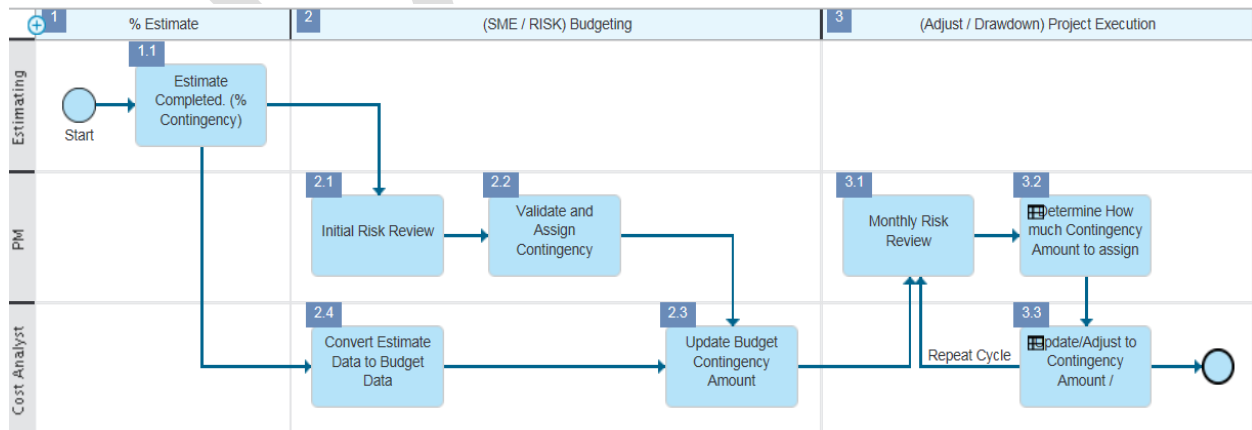 1
% Estimate
2
(SME / RISK) Budgeting
3
(Adjust / Drawdown) Project Execution
Estimating
Start
1.1
Estimate
Completed. (%
Contingency)
PM
2.1
Initial Risk Review
2.2
Validate and
Assign
Contingency
3.1
Monthly Risk
Review
3.2
Determine How
much Contingency
Amount to assign
Cost Analyst
2.4
Convert Estimate
Data to Budget
Data
2.3
Update Budget
Contingency
Amount
Repeat Cycle
3.3
Update/Adjust to
Contingency
Amount /